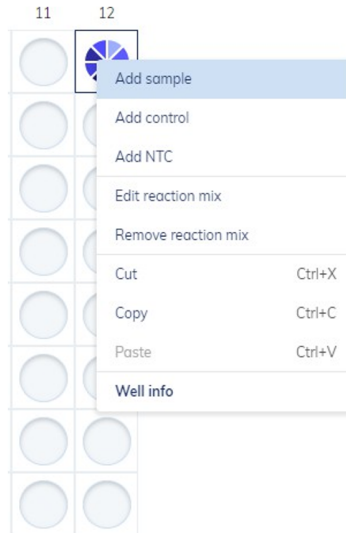 11 12
Add sample
Add control
Add NTC
Edit reaction mix
Remove reaction mix
Cut Ctrl+X
Copy Ctrl+C
Paste Ctrl+V
Well info